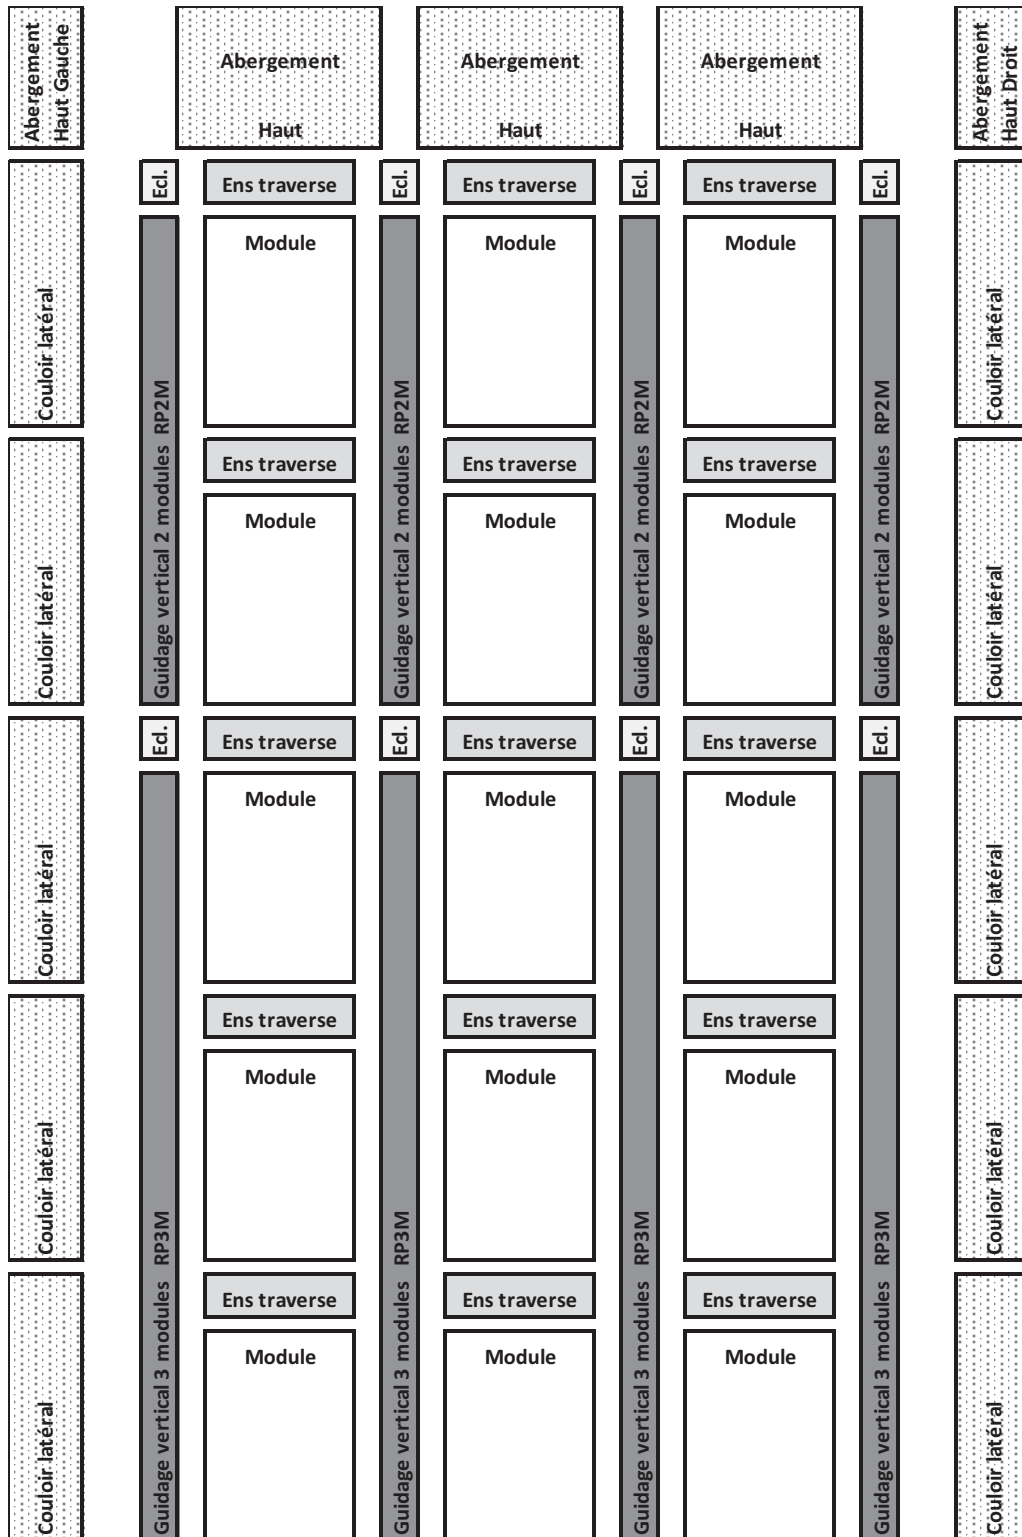 Abergement
Haut Gauche
Abergement
Haut
Abergement
Haut
Abergement
Haut
Abergement
Haut Droit
Ecl.
Ens traverse
Ecl.
Ens traverse
Ecl.
Ens traverse
Ecl.
Couloir latéral
Guidage vertical 2 modules RP2M
Module
Guidage vertical 2 modules RP2M
Module
Guidage vertical 2 modules RP2M
Module
Guidage vertical 2 modules RP2M
Couloir latéral
Ens traverse
Ens traverse
Ens traverse
Couloir latéral
Module
Module
Module
Couloir latéral
Ecl.
Ens traverse
Ecl.
Ens traverse
Ecl.
Ens traverse
Ecl.
Couloir latéral
Guidage vertical 3 modules RP3M
Module
Guidage vertical 3 modules RP3M
Module
Guidage vertical 3 modules RP3M
Module
Guidage vertical 3 modules RP3M
Couloir latéral
Ens traverse
Ens traverse
Ens traverse
Couloir latéral
Module
Module
Module
Couloir latéral
Ens traverse
Ens traverse
Ens traverse
Couloir latéral
Module
Module
Module
Couloir latéral